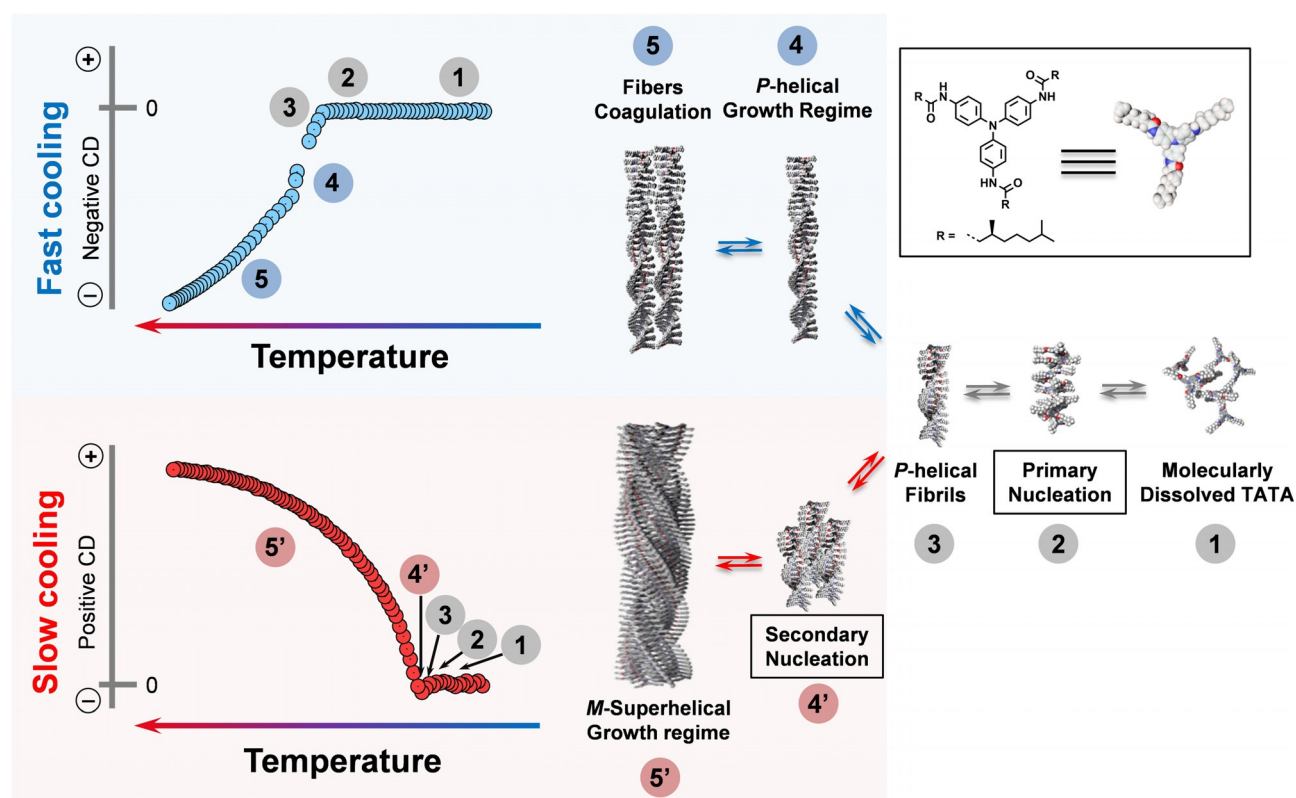 Fast cooling
Negative CD
+
0
−
1
2
3
4
5
Temperature
5
Fibers
Coagulation
4
P-helical
Growth Regime
R
O
H
N
O
R
NH
R
O
N
H
N
NH
O
R
R =
Slow cooling
Positive CD
+
0
−
5’
4’
3
2
1
Temperature
M-Superhelical
Growth regime
5’
Secondary
Nucleation
4’
P-helical
Fibrils
3
Primary
Nucleation
2
Molecularly
Dissolved TATA
1